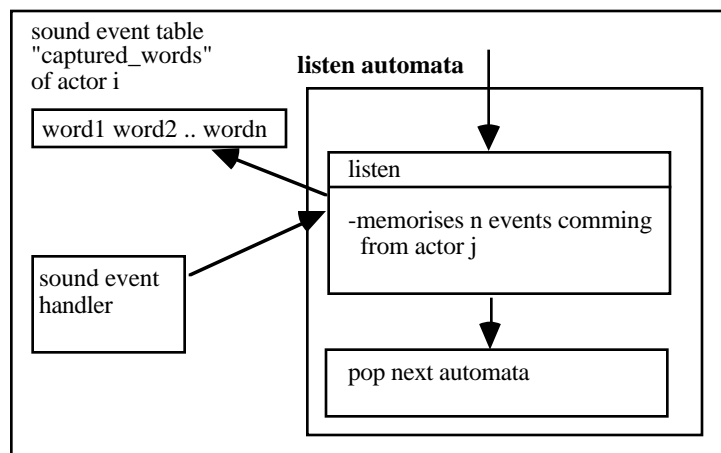 sound event table
"captured_words"
of actor i
listen automata
word1 word2 .. wordn
listen
-memorises n events comming
from actor j
sound event
handler
pop next automata